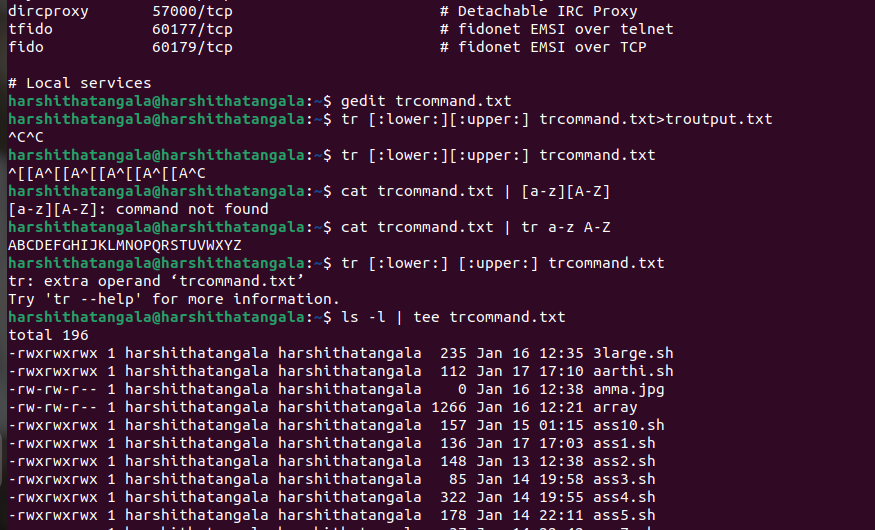 dircproxy 57000/tcp # Detachable IRC Proxy
tfido 60177/tcp # fidonet EMSI over telnet
fido 60179/tcp # fidonet EMSI over TCP
# Local services
harshithatangala@harshithatangala:~$ gedit trcommand.txt
harshithatangala@harshithatangala:~$ tr [:lower:][:upper:] trcommand.txt>troutput.txt
^C^C
harshithatangala@harshithatangala:~$ tr [:lower:][:upper:] trcommand.txt
^[[A^[[A^[[A^[[A^[[A^C
harshithatangala@harshithatangala:~$ cat trcommand.txt | [a-z][A-Z]
[a-z][A-Z]: command not found
harshithatangala@harshithatangala:~$ cat trcommand.txt | tr a-z A-Z
ABCDEFGHIJKLMNOPQRSTUVWXYZ
harshithatangala@harshithatangala:~$ tr [:lower:] [:upper:] trcommand.txt
tr: extra operand ‘trcommand.txt’
Try 'tr --help' for more information.
harshithatangala@harshithatangala:~$ ls -l | tee trcommand.txt
total 196
-rwxrwxrwx 1 harshithatangala harshithatangala 235 Jan 16 12:35 3large.sh
-rwxrwxrwx 1 harshithatangala harshithatangala 112 Jan 17 17:10 aarthi.sh
-rw-rw-r-- 1 harshithatangala harshithatangala 0 Jan 16 12:38 amma.jpg
-rw-rw-r-- 1 harshithatangala harshithatangala 1266 Jan 16 12:21 array
-rwxrwxrwx 1 harshithatangala harshithatangala 157 Jan 15 01:15 ass10.sh
-rwxrwxrwx 1 harshithatangala harshithatangala 136 Jan 17 17:03 ass1.sh
-rwxrwxrwx 1 harshithatangala harshithatangala 148 Jan 13 12:38 ass2.sh
-rwxrwxrwx 1 harshithatangala harshithatangala 85 Jan 14 19:58 ass3.sh
-rwxrwxrwx 1 harshithatangala harshithatangala 322 Jan 14 19:55 ass4.sh
-rwxrwxrwx 1 harshithatangala harshithatangala 178 Jan 14 22:11 ass5.sh